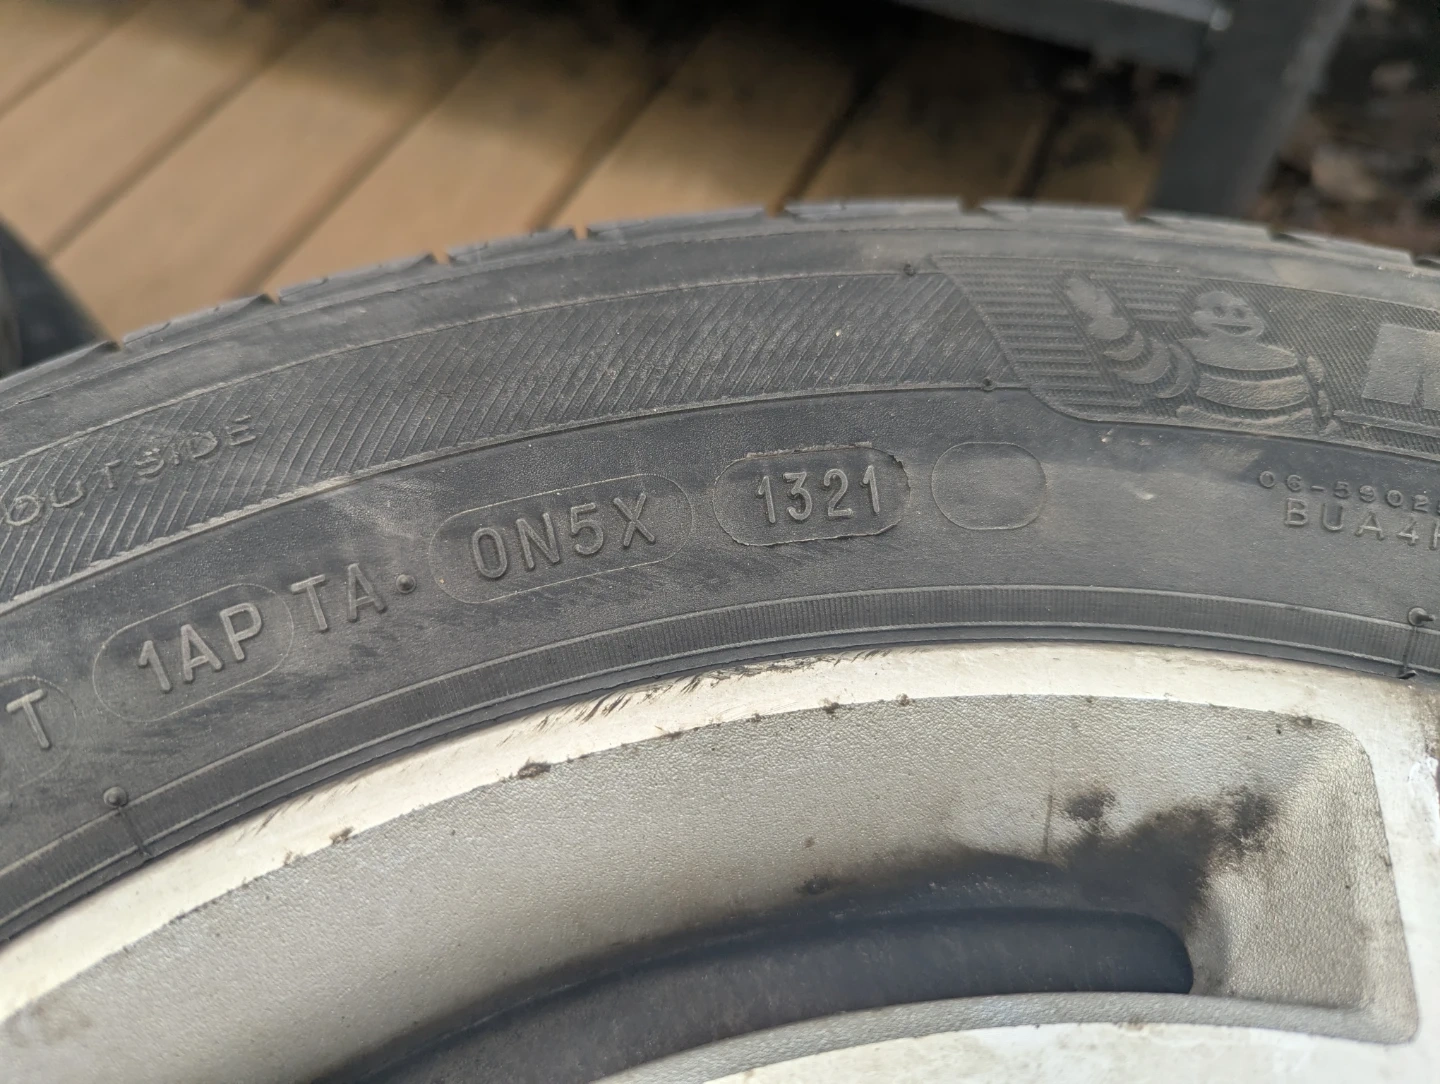 OUTSIDE
T 1AP TA. 0N5X 1321
BUA4